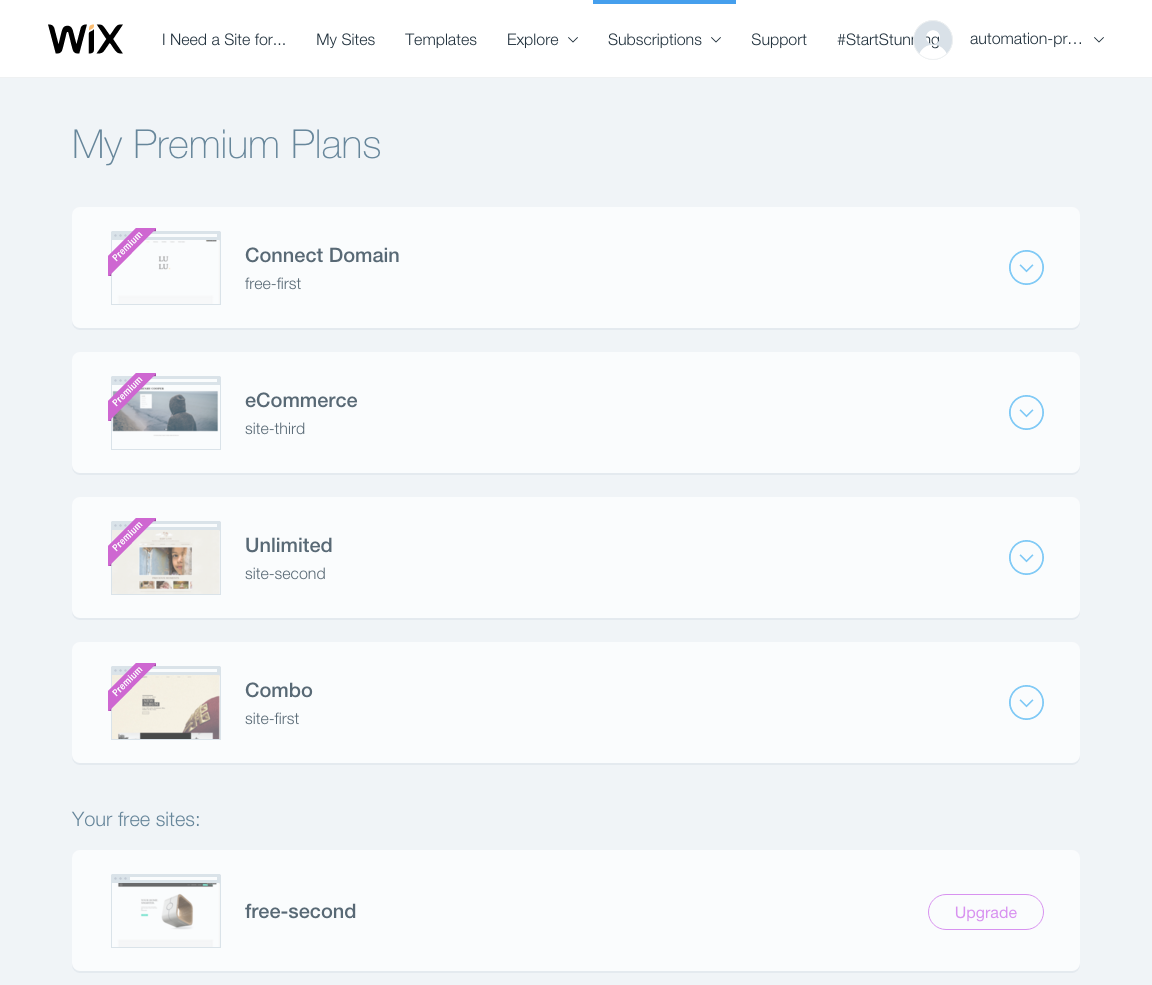 WiX
I Need a Site for...
My Sites
Templates
Explore
Subscriptions
Support
#StartStunning
automation-pr...
My Premium Plans
Premium
Connect Domain
free-first
Premium
eCommerce
site-third
Premium
Unlimited
site-second
Premium
Combo
site-first
Your free sites:
free-second
Upgrade